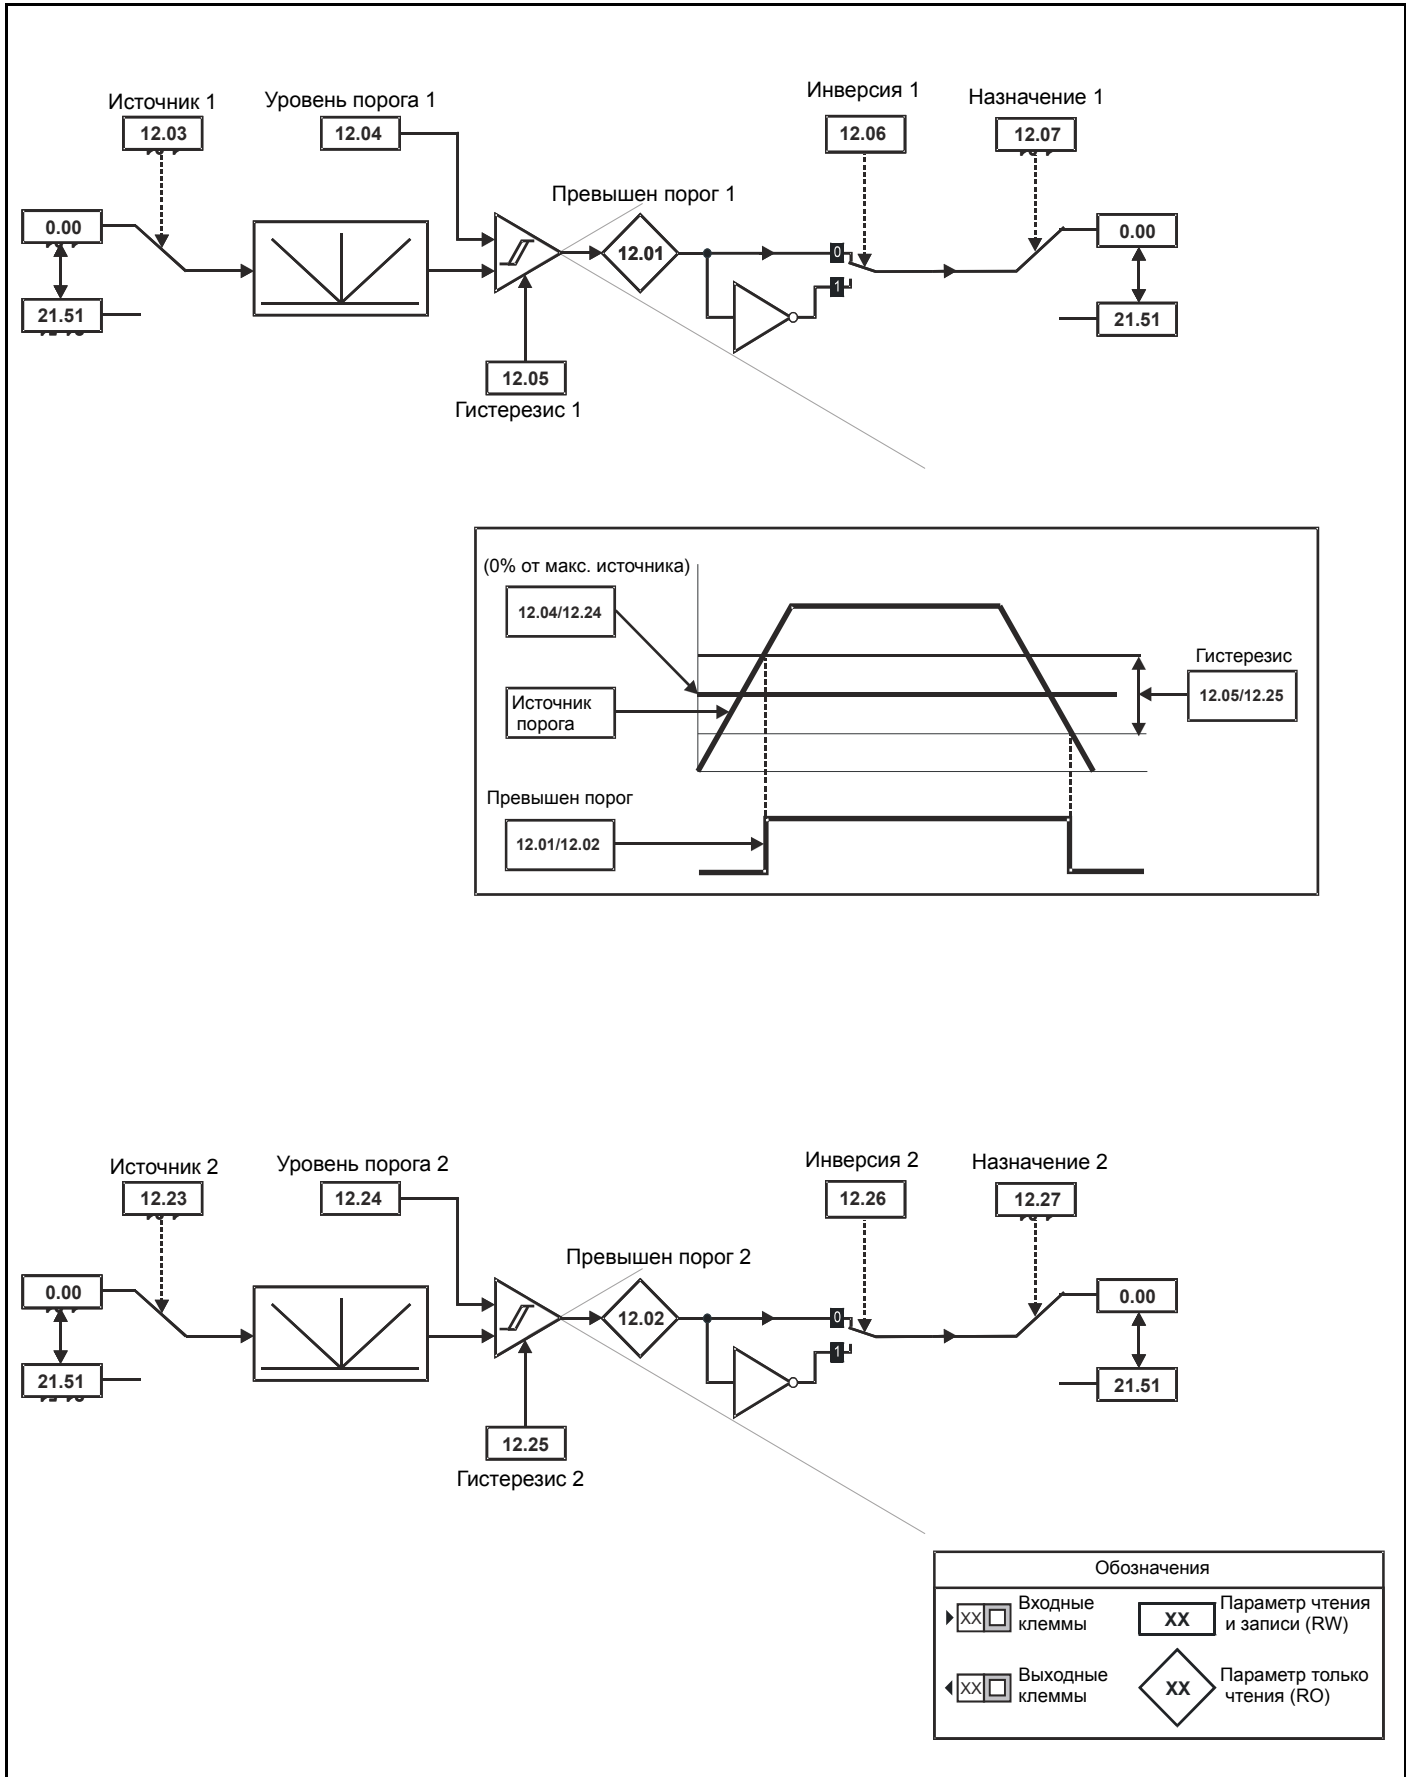 Источник 1
Уровень порога 1
Инверсия 1
Назначение 1
12.03
12.04
12.06
12.07
Превышен порог 1
0.00
12.01
0
0.00
1
21.51
21.51
12.05
Гистерезис 1
(0% от макс. источника)
12.04/12.24
Гистерезис
12.05/12.25
Источник
порога
Превышен порог
12.01/12.02
Источник 2
Уровень порога 2
Инверсия 2
Назначение 2
12.23
12.24
12.26
12.27
Превышен порог 2
0.00
12.02
0
0.00
1
21.51
21.51
12.25
Гистерезис 2
Обозначения
XX
Входные
клеммы
XX
Параметр чтения
и записи (RW)
XX
Выходные
клеммы
XX
Параметр только
чтения (RO)